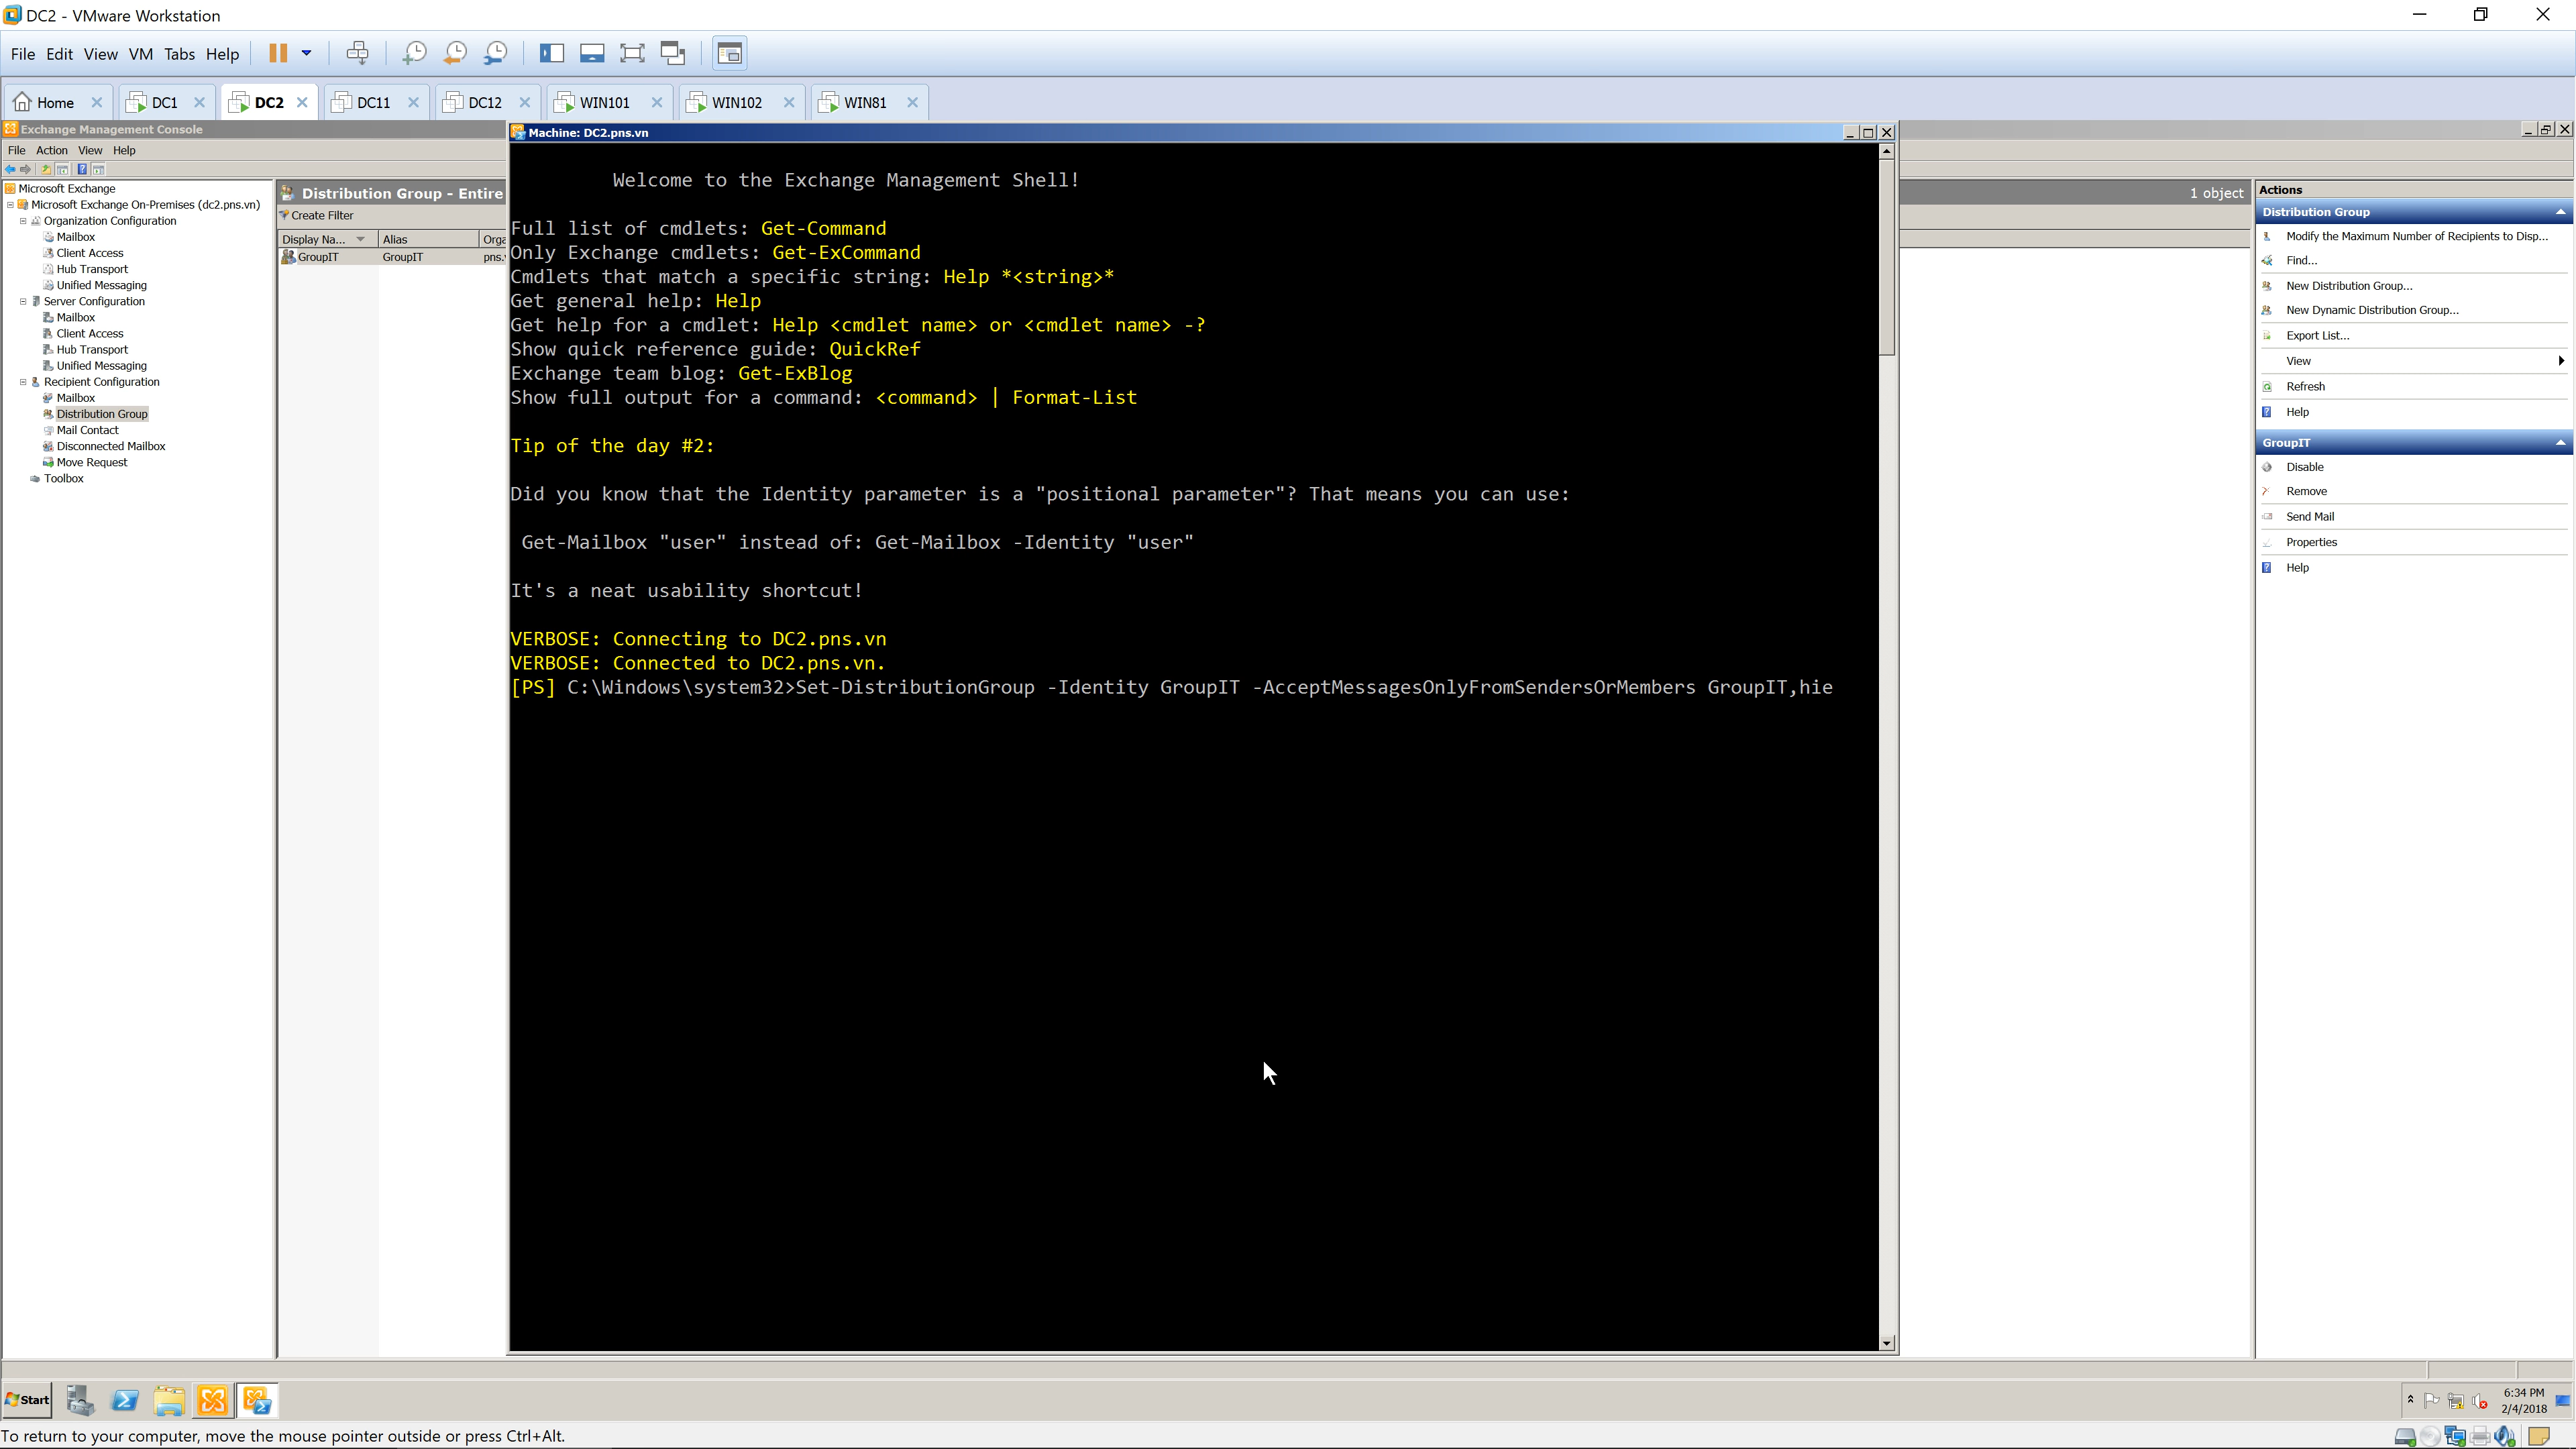 DC2 - VMware Workstation
File Edit View VM Tabs Help
Home DC1 DC2 DC11 DC12 WIN101 WIN102 WIN81
Exchange Management Console
File Action View Help
Microsoft Exchange
Microsoft Exchange On-Premises (dc2.pns.vn)
Organization Configuration
Mailbox
Client Access
Hub Transport
Unified Messaging
Server Configuration
Mailbox
Client Access
Hub Transport
Unified Messaging
Recipient Configuration
Mailbox
Distribution Group
Mail Contact
Disconnected Mailbox
Move Request
Toolbox
Distribution Group - Entire
1 object
Create Filter
Display Na... Alias Orga
GroupIT GroupIT pns.
Machine: DC2.pns.vn
Welcome to the Exchange Management Shell!
Full list of cmdlets: Get-Command
Only Exchange cmdlets: Get-ExCommand
Cmdlets that match a specific string: Help *<string>*
Get general help: Help
Get help for a cmdlet: Help <cmdlet name> or <cmdlet name> -?
Show quick reference guide: QuickRef
Exchange team blog: Get-ExBlog
Show full output for a command: <command> | Format-List
Tip of the day #2:
Did you know that the Identity parameter is a "positional parameter"? That means you can use:
Get-Mailbox "user" instead of: Get-Mailbox -Identity "user"
It's a neat usability shortcut!
VERBOSE: Connecting to DC2.pns.vn
VERBOSE: Connected to DC2.pns.vn.
[PS] C:\Windows\system32>Set-DistributionGroup -Identity GroupIT -AcceptMessagesOnlyFromSendersOrMembers GroupIT,hie
Actions
Distribution Group
Modify the Maximum Number of Recipients to Disp...
Find...
New Distribution Group...
New Dynamic Distribution Group...
Export List...
View
Refresh
Help
GroupIT
Disable
Remove
Send Mail
Properties
Help
Start
6:34 PM
2/4/2018
To return to your computer, move the mouse pointer outside or press Ctrl+Alt.